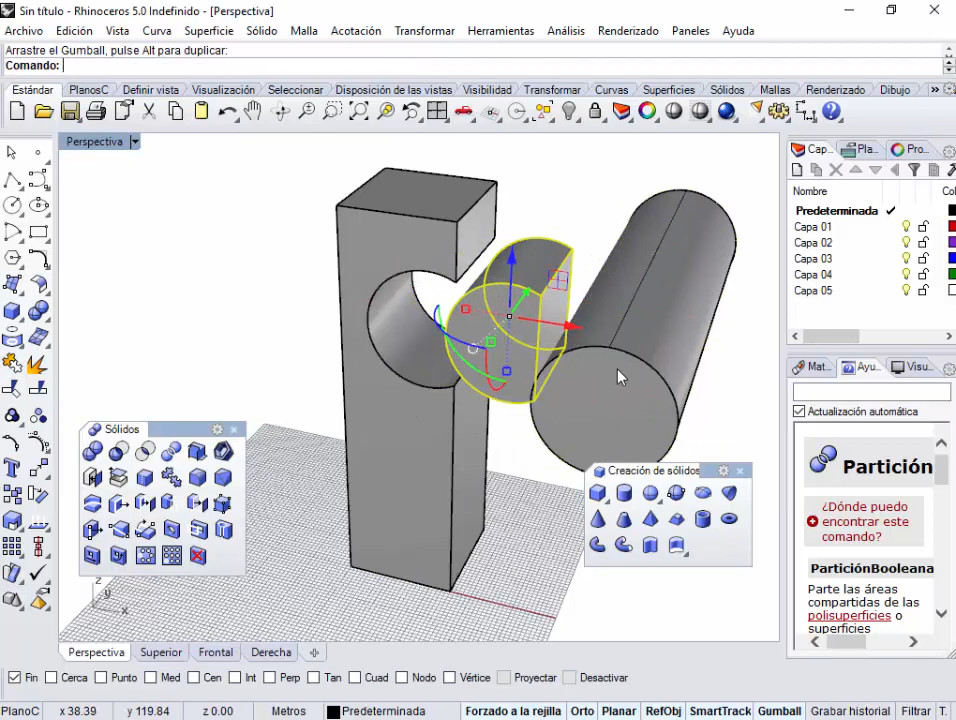 Sin título - Rhinoceros 5.0 Indefinido - [Perspectiva]
Archivo Edición Vista Curva Superficie Sólido Malla Acotación Transformar Herramientas Análisis Renderizado Paneles Ayuda
Arrastre el Gumball, pulse Alt para duplicar:
Comando:
Estándar PlanosC Definir vista Visualización Seleccionar Disposición de las vistas Visibilidad Transformar Curvas Superficies Sólidos Mallas Renderizado Dibujo »
Perspectiva
Cap... Pla... Pro...
Nombre Co
Predeterminada
Capa 01
Capa 02
Capa 03
Capa 04
Capa 05
Mat... Ayu... Visu...
Actualización automática
Partición
¿Dónde puedo
encontrar este
comando?
ParticiónBooleana
Parte las áreas
compartidas de las
polisuperficies o
superficies
Sólidos
Creación de sólidos
z
y
x
Perspectiva Superior Frontal Derecha
Fin Cerca Punto Med Cen Int Perp Tan Cuad Nodo Vértice Proyectar Desactivar
PlanoC x 38.39 y 119.84 z 0.00 Metros Predeterminada Forzado a la rejilla Orto Planar RefObj SmartTrack Gumball Grabar historial Filtrar T.